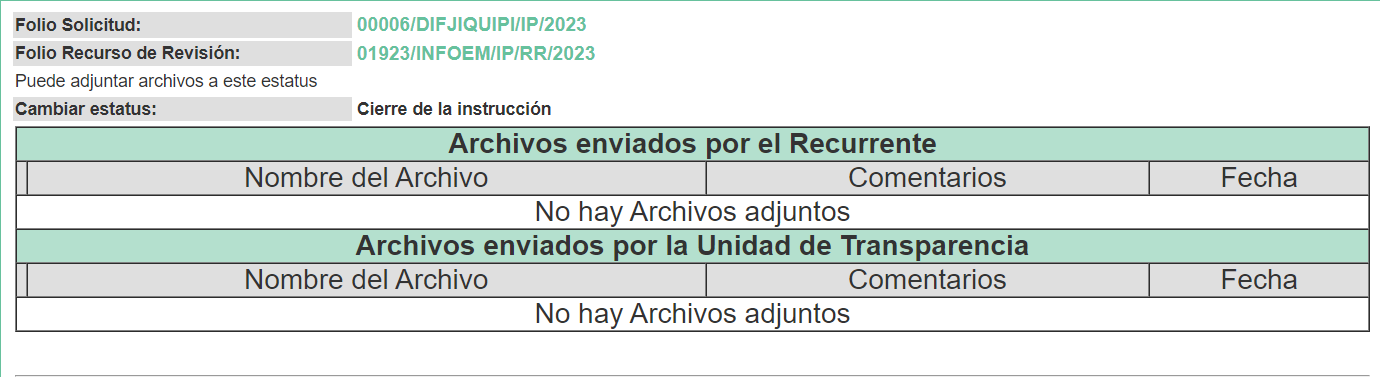 Folio Solicitud: 00006/DIFJIQUIPI/IP/2023
Folio Recurso de Revisión: 01923/INFOEM/IP/RR/2023
Puede adjuntar archivos a este estatus
Cambiar estatus: Cierre de la instrucción
Archivos enviados por el Recurrente
Nombre del Archivo Comentarios Fecha
No hay Archivos adjuntos
Archivos enviados por la Unidad de Transparencia
Nombre del Archivo Comentarios Fecha
No hay Archivos adjuntos